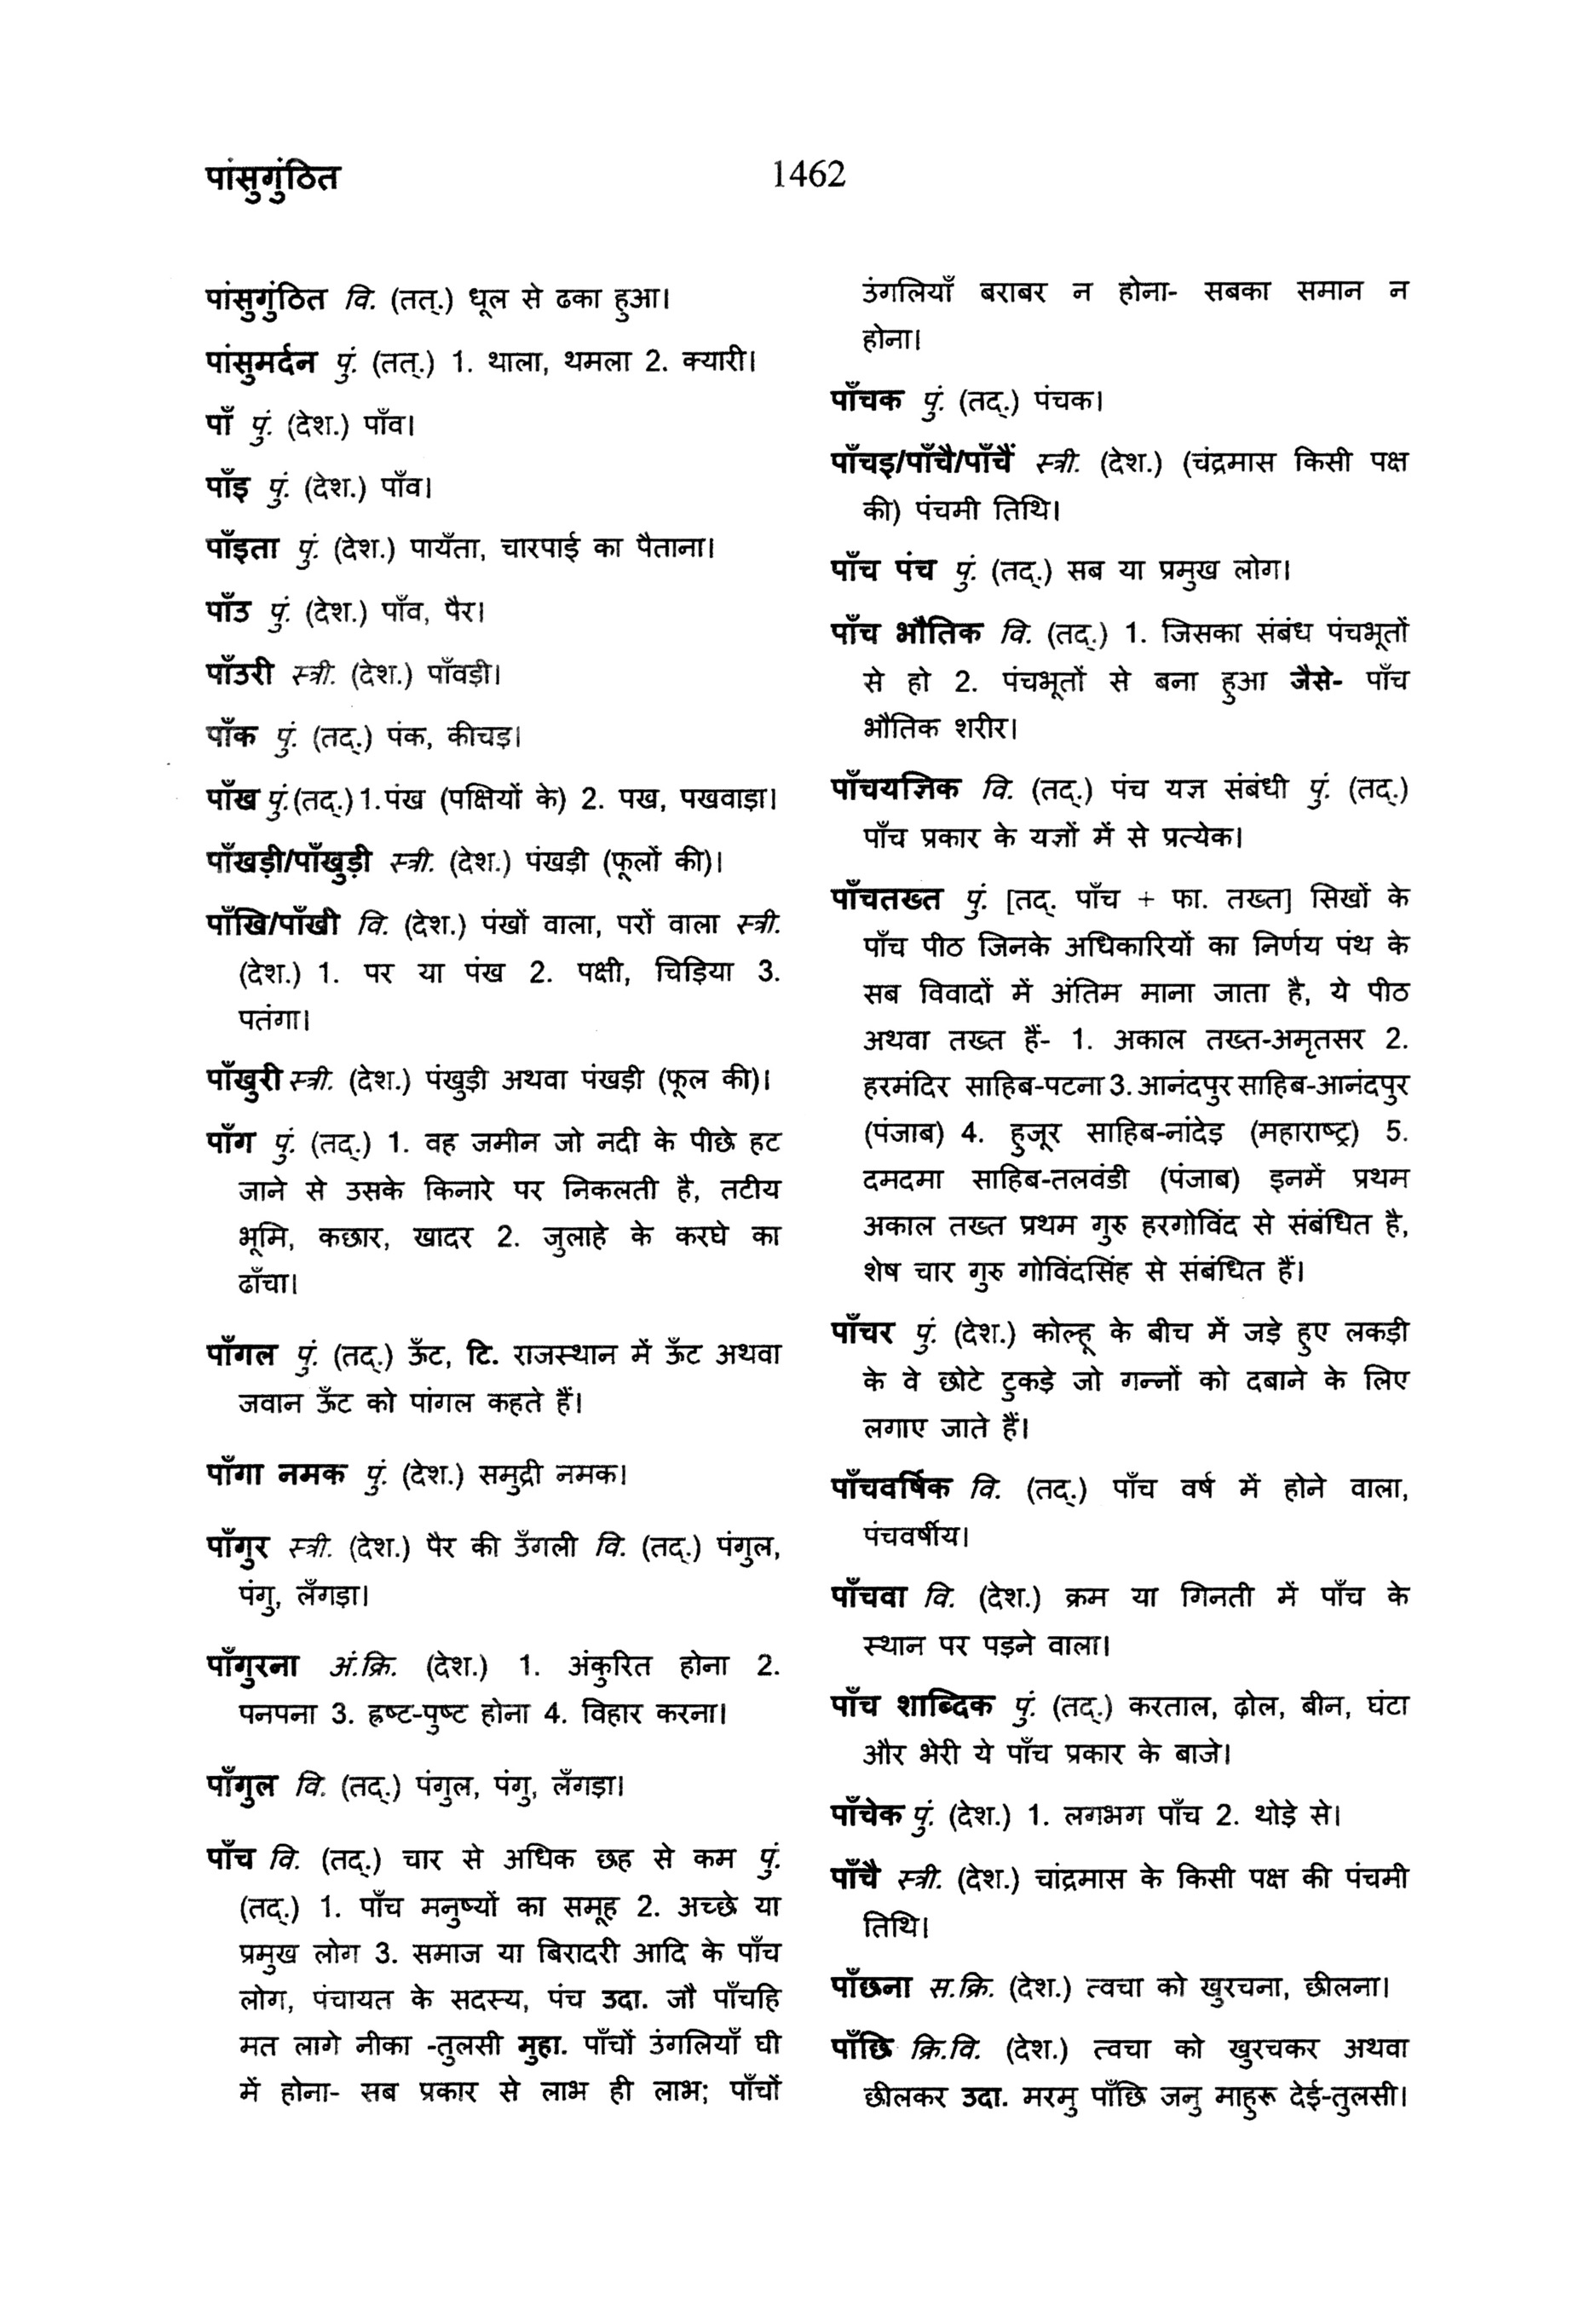 पांसुगुंठित
1462
पांसुगुंठित वि. (तत्.) धूल से ढका हुआ।
पांसुमर्दन पुं. (तत्.) 1. थाला, थमला 2. क्यारी।
पाँ पुं. (देश.) पाँव।
पाँइ पुं. (देश.) पाँव।
पाँइता पुं. (देश.) पायँता, चारपाई का पैताना।
पाँउ पुं. (देश.) पाँव, पैर।
पाँउरी स्त्री. (देश.) पाँवड़ी।
पाँक पुं. (तद्.) पंक, कीचड़।
पाँख पुं.(तद्.)1.पंख (पक्षियों के) 2. पख, पखवाड़ा।
पाँखड़ी/पाँखुड़ी स्त्री. (देश.) पंखड़ी (फूलों की)।
पाँखि/पाँखी वि. (देश.) पंखों वाला, परों वाला स्त्री.
(देश.) 1. पर या पंख 2. पक्षी, चिड़िया 3.
पतंगा।
पाँखुरी स्त्री. (देश.) पंखुड़ी अथवा पंखड़ी (फूल की)।
पाँग पुं. (तद्.) 1. वह जमीन जो नदी के पीछे हट
जाने से उसके किनारे पर निकलती है, तटीय
भूमि, कछार, खादर 2. जुलाहे के करघे का
ढाँचा।
पाँगल पुं. (तद्.) ऊँट, टि. राजस्थान में ऊँट अथवा
जवान ऊँट को पांगल कहते हैं।
पाँगा नमक पुं. (देश.) समुद्री नमक।
पाँगुर स्त्री. (देश.) पैर की उँगली वि. (तद्.) पंगुल,
पंगु, लँगड़ा।
पाँगुरना अं.क्रि. (देश.) 1. अंकुरित होना 2.
पनपना 3. ह्रष्ट-पुष्ट होना 4. विहार करना।
पाँगुल वि. (तद्.) पंगुल, पंगु, लँगड़ा।
पाँच वि. (तद्.) चार से अधिक छह से कम पुं.
(तद्.) 1. पाँच मनुष्यों का समूह 2. अच्छे या
प्रमुख लोग 3. समाज या बिरादरी आदि के पाँच
लोग, पंचायत के सदस्य, पंच उदा. जौ पाँचहि
मत लागे नीका -तुलसी मुहा. पाँचों उंगलियाँ घी
में होना- सब प्रकार से लाभ ही लाभ; पाँचों
उंगलियाँ बराबर न होना- सबका समान न
होना।
पाँचक पुं. (तद्.) पंचक।
पाँचइ/पाँचै/पाँचैं स्त्री. (देश.) (चंद्रमास किसी पक्ष
की) पंचमी तिथि।
पाँच पंच पुं. (तद्.) सब या प्रमुख लोग।
पाँच भौतिक वि. (तद्.) 1. जिसका संबंध पंचभूतों
से हो 2. पंचभूतों से बना हुआ जैसे- पाँच
भौतिक शरीर।
पाँचयज्ञिक वि. (तद्.) पंच यज्ञ संबंधी पुं. (तद्.)
पाँच प्रकार के यज्ञों में से प्रत्येक।
पाँचतख्त पुं. [तद्. पाँच + फा. तख्त] सिखों के
पाँच पीठ जिनके अधिकारियों का निर्णय पंथ के
सब विवादों में अंतिम माना जाता है, ये पीठ
अथवा तख्त हैं- 1. अकाल तख्त-अमृतसर 2.
हरमंदिर साहिब-पटना 3. आनंदपुर साहिब-आनंदपुर
(पंजाब) 4. हुजूर साहिब-नांदेड़ (महाराष्ट्र) 5.
दमदमा साहिब-तलवंडी (पंजाब) इनमें प्रथम
अकाल तख्त प्रथम गुरु हरगोविंद से संबंधित है,
शेष चार गुरु गोविंदसिंह से संबंधित हैं।
पाँचर पुं. (देश.) कोल्हू के बीच में जड़े हुए लकड़ी
के वे छोटे टुकड़े जो गन्नों को दबाने के लिए
लगाए जाते हैं।
पाँचवर्षिक वि. (तद्.) पाँच वर्ष में होने वाला,
पंचवर्षीय।
पाँचवा वि. (देश.) क्रम या गिनती में पाँच के
स्थान पर पड़ने वाला।
पाँच शाब्दिक पुं. (तद्.) करताल, ढ़ोल, बीन, घंटा
और भेरी ये पाँच प्रकार के बाजे।
पाँचेक पुं. (देश.) 1. लगभग पाँच 2. थोड़े से।
पाँचै स्त्री. (देश.) चांद्रमास के किसी पक्ष की पंचमी
तिथि।
पाँछना स.क्रि. (देश.) त्वचा को खुरचना, छीलना।
पाँछि क्रि.वि. (देश.) त्वचा को खुरचकर अथवा
छीलकर उदा. मरमु पाँछि जनु माहुरू देई-तुलसी।